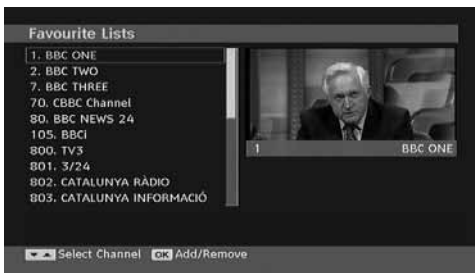 Favourite Lists
1. BBC ONE
2. BBC TWO
7. BBC THREE
70. CBBC Channel
80. BBC NEWS 24
105. BBCi
800. TV3
801. 3/24
802. CATALUNYA RÀDIO
803. CATALUNYA INFORMACIÓ
1 BBC ONE
Select Channel OK Add/Remove